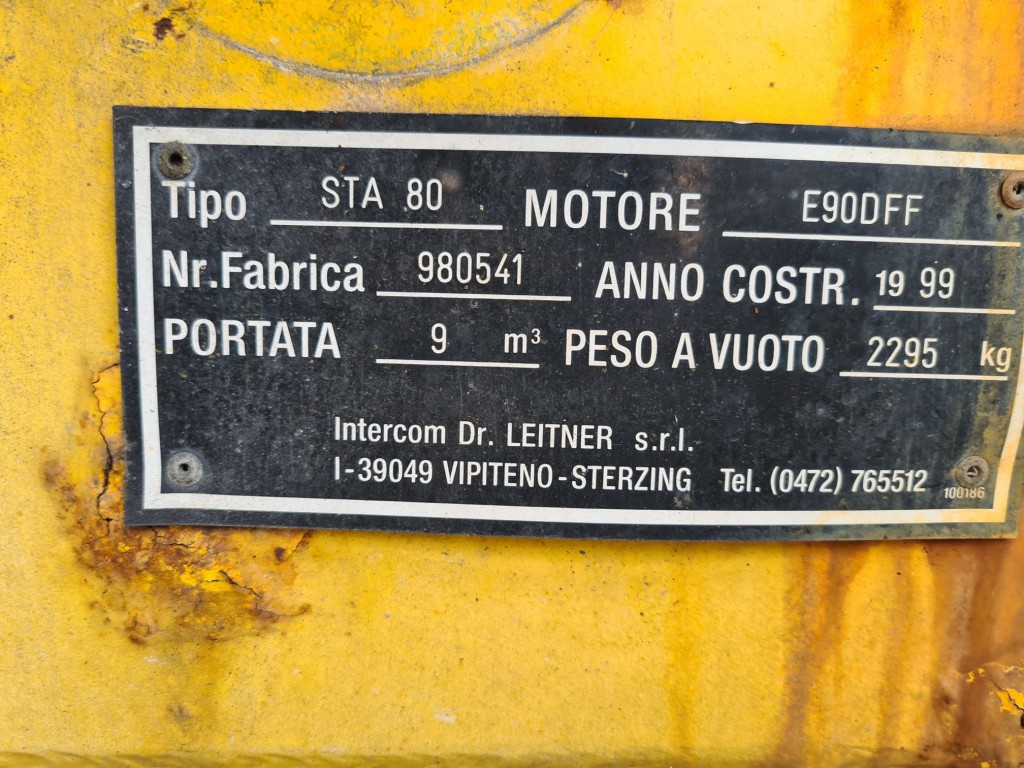 Tipo STA 80 MOTORE E90DFF
Nr.Fabrica 980541 ANNO COSTR. 19 99
PORTATA 9 m³ PESO A VUOTO 2295 kg
Intercom Dr. LEITNER s.r.l.
I-39049 VIPITENO-STERZING Tel. (0472) 765512
100186